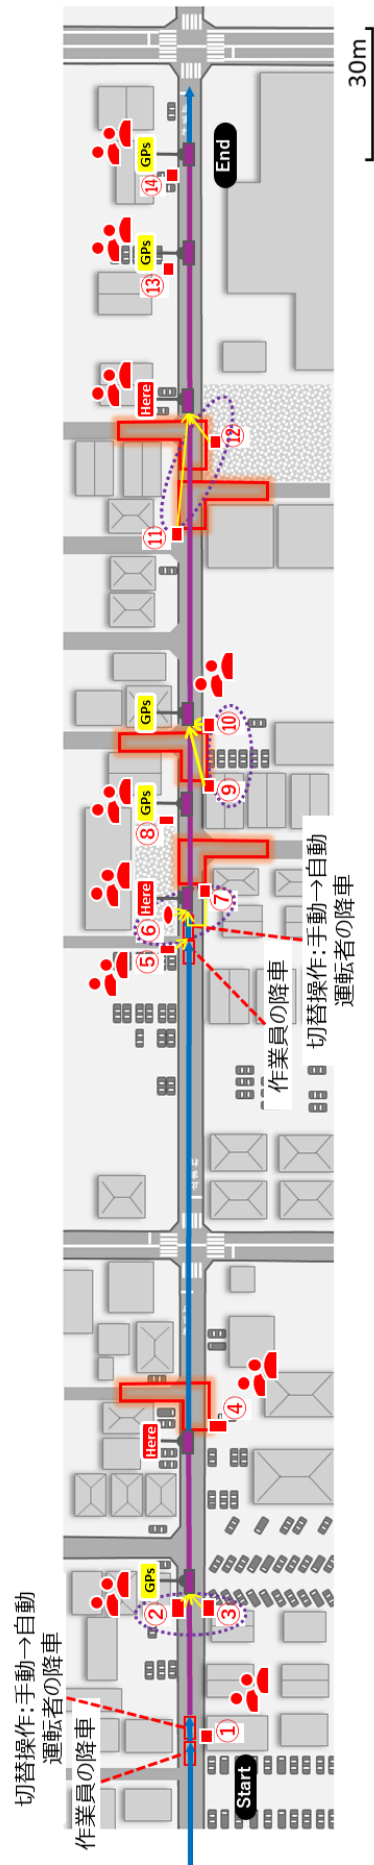 切替操作:手動→自動
運転者の降車
作業員の降車
Start
①
②
③
GPs
Here
④
作業員の降車
切替操作:手動→自動
運転者の降車
⑤
⑥
⑦
Here
⑧
GPs
⑨
⑩
GPs
⑪
⑫
Here
⑬
GPs
⑭
GPs
End
30m